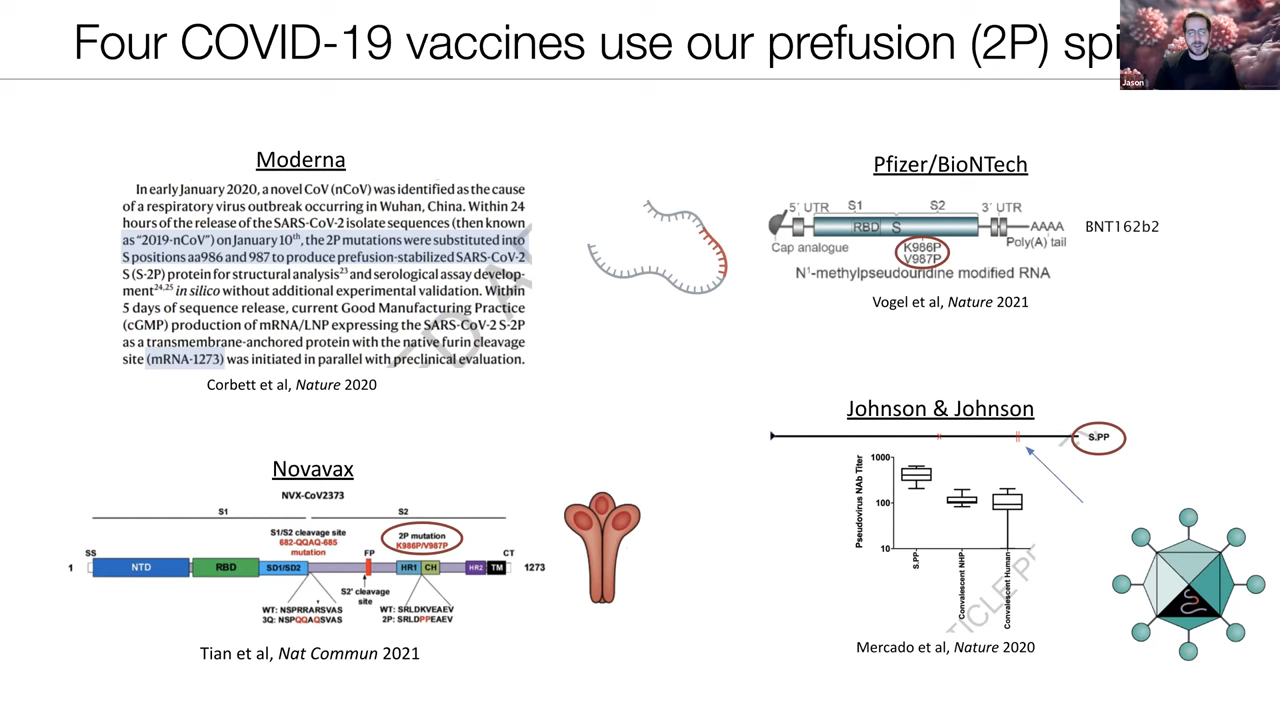 Four COVID-19 vaccines use our prefusion (2P)
Jason
Moderna
In early January 2020, a novel CoV (nCoV) was identified as the cause
of a respiratory virus outbreak occurring in Wuhan, China. Within 24
hours of the release of the SARS-CoV-2 isolate sequences (then known
as “2019-nCoV”) on January 10th, the 2P mutations were substituted into
S positions aa986 and 987 to produce prefusion-stabilized SARS-CoV-2
S (S-2P) protein for structural analysis23 and serological assay develop-
ment24,25 in silico without additional experimental validation. Within
5 days of sequence release, current Good Manufacturing Practice
(cGMP) production of mRNA/LNP expressing the SARS-CoV-2 S-2P
as a transmembrane-anchored protein with the native furin cleavage
site (mRNA-1273) was initiated in parallel with preclinical evaluation.
Corbett et al, Nature 2020
Pfizer/BioNTech
5′ UTR S1 S2 3′ UTR
RBD S AAAA BNT162b2
Cap analogue K986P Poly(A) tail
V987P
N1-methylpseudouridine modified RNA
Vogel et al, Nature 2021
Novavax
NVX-CoV2373
S1 S2
S1/S2 cleavage site
682-QQAQ-685
mutation
2P mutation
K986P/V987P
SS FP CT
1 NTD RBD SD1/SD2 HR1 CH HR2 TM 1273
S2' cleavage
site
WT: NSPRRARSVAS WT: SRLDKVEAEV
3Q: NSPQQAQSVAS 2P: SRLDPPEAEV
Tian et al, Nat Commun 2021
Johnson & Johnson
S.PP
Pseudovirus NAb Titer
1000
100
10
S.PP
Convalescent NHP
Convalescent Human
Mercado et al, Nature 2020